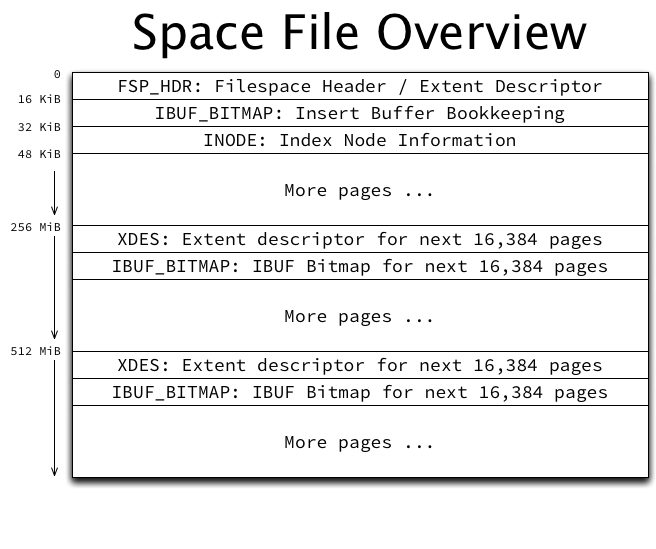 Space File Overview
0
FSP_HDR: Filespace Header / Extent Descriptor
16 KiB
IBUF_BITMAP: Insert Buffer Bookkeeping
32 KiB
INODE: Index Node Information
48 KiB
More pages ...
256 MiB
XDES: Extent descriptor for next 16,384 pages
IBUF_BITMAP: IBUF Bitmap for next 16,384 pages
More pages ...
512 MiB
XDES: Extent descriptor for next 16,384 pages
IBUF_BITMAP: IBUF Bitmap for next 16,384 pages
More pages ...